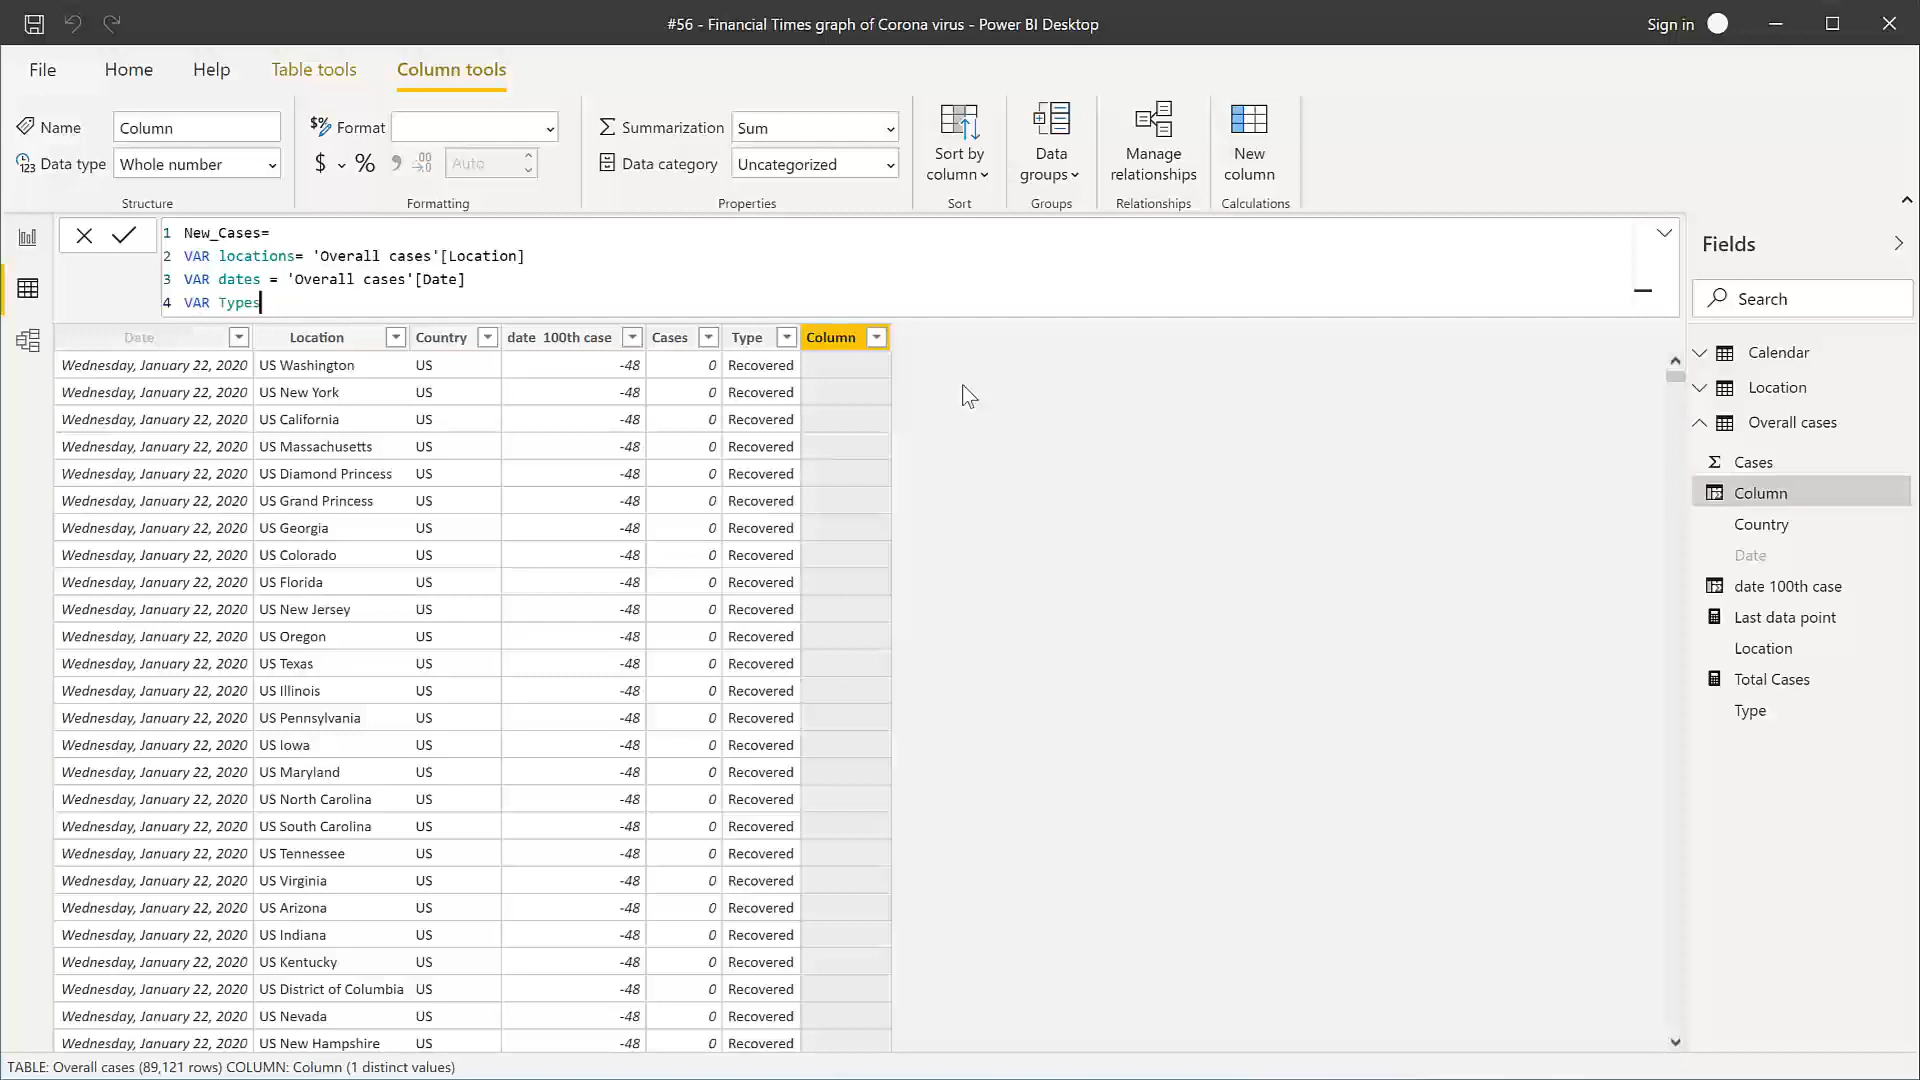 #56 - Financial Times graph of Corona virus - Power BI Desktop
Sign in
File Home Help Table tools Column tools
Name Column
Data type Whole number
Structure
Format
$ % Auto
Formatting
Summarization Sum
Data category Uncategorized
Properties
Sort by column
Sort
Data groups
Groups
Manage relationships
Relationships
New column
Calculations
1 New_Cases=
2 VAR locations= 'Overall cases'[Location]
3 VAR dates = 'Overall cases'[Date]
4 VAR Types
Date Location Country date 100th case Cases Type Column
Wednesday, January 22, 2020 US Washington US -48 0 Recovered
Wednesday, January 22, 2020 US New York US -48 0 Recovered
Wednesday, January 22, 2020 US California US -48 0 Recovered
Wednesday, January 22, 2020 US Massachusetts US -48 0 Recovered
Wednesday, January 22, 2020 US Diamond Princess US -48 0 Recovered
Wednesday, January 22, 2020 US Grand Princess US -48 0 Recovered
Wednesday, January 22, 2020 US Georgia US -48 0 Recovered
Wednesday, January 22, 2020 US Colorado US -48 0 Recovered
Wednesday, January 22, 2020 US Florida US -48 0 Recovered
Wednesday, January 22, 2020 US New Jersey US -48 0 Recovered
Wednesday, January 22, 2020 US Oregon US -48 0 Recovered
Wednesday, January 22, 2020 US Texas US -48 0 Recovered
Wednesday, January 22, 2020 US Illinois US -48 0 Recovered
Wednesday, January 22, 2020 US Pennsylvania US -48 0 Recovered
Wednesday, January 22, 2020 US Iowa US -48 0 Recovered
Wednesday, January 22, 2020 US Maryland US -48 0 Recovered
Wednesday, January 22, 2020 US North Carolina US -48 0 Recovered
Wednesday, January 22, 2020 US South Carolina US -48 0 Recovered
Wednesday, January 22, 2020 US Tennessee US -48 0 Recovered
Wednesday, January 22, 2020 US Virginia US -48 0 Recovered
Wednesday, January 22, 2020 US Arizona US -48 0 Recovered
Wednesday, January 22, 2020 US Indiana US -48 0 Recovered
Wednesday, January 22, 2020 US Kentucky US -48 0 Recovered
Wednesday, January 22, 2020 US District of Columbia US -48 0 Recovered
Wednesday, January 22, 2020 US Nevada US -48 0 Recovered
Wednesday, January 22, 2020 US New Hampshire US -48 0 Recovered
Fields
Search
Calendar
Location
Overall cases
Cases
Column
Country
Date
date 100th case
Last data point
Location
Total Cases
Type
TABLE: Overall cases (89,121 rows) COLUMN: Column (1 distinct values)